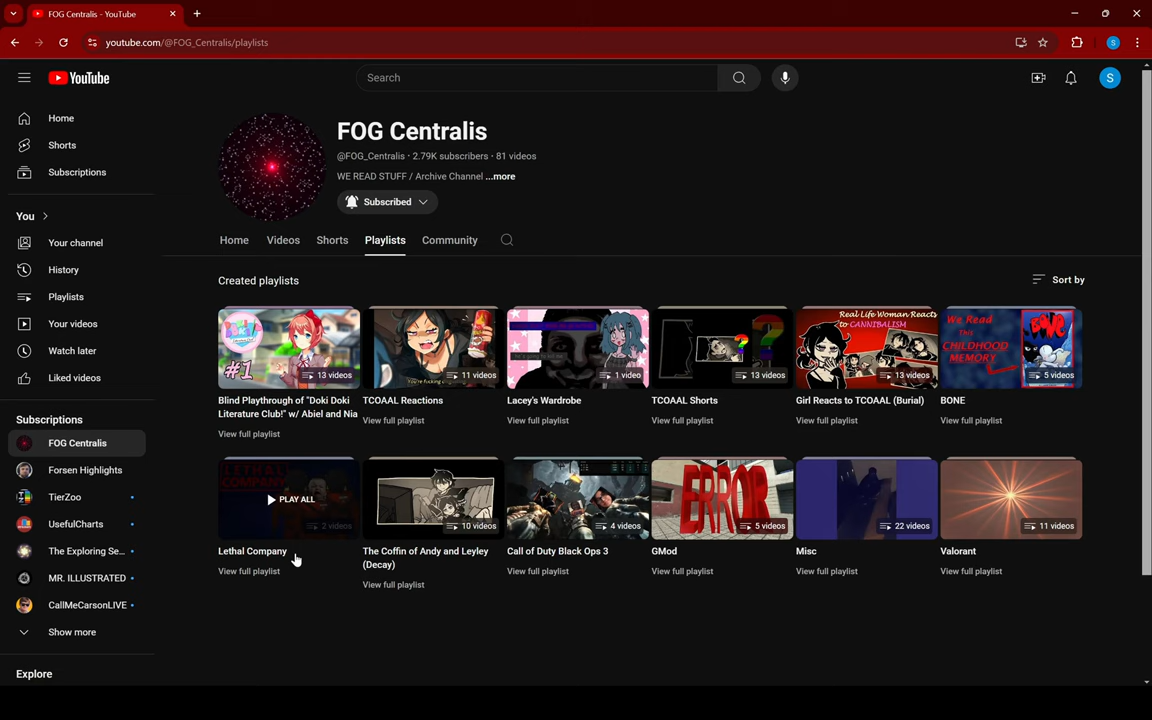 FOG Centralis - YouTube
youtube.com/@FOG_Centralis/playlists
S
YouTube
Search
S
Home
Shorts
Subscriptions
You
Your channel
History
Playlists
Your videos
Watch later
Liked videos
Subscriptions
FOG Centralis
Forsen Highlights
TierZoo
UsefulCharts
The Exploring Se...
MR. ILLUSTRATED
CallMeCarsonLIVE
Show more
Explore
FOG Centralis
@FOG_Centralis · 2.79K subscribers · 81 videos
WE READ STUFF / Archive Channel ...more
Subscribed
Home Videos Shorts Playlists Community
Created playlists
Sort by
#1
13 videos
Blind Playthrough of "Doki Doki
Literature Club!" w/ Abiel and Nia
View full playlist
11 videos
TCOAAL Reactions
View full playlist
1 video
Lacey's Wardrobe
View full playlist
13 videos
TCOAAL Shorts
View full playlist
Real Life Woman Reacts
to CANNIBALISM
13 videos
Girl Reacts to TCOAAL (Burial)
View full playlist
We Read
this
CHILDHOOD
MEMORY
BONE
5 videos
BONE
View full playlist
LETHAL
COMPANY
PLAY ALL
2 videos
Lethal Company
View full playlist
10 videos
The Coffin of Andy and Leyley
(Decay)
View full playlist
4 videos
Call of Duty Black Ops 3
View full playlist
ERROR
5 videos
GMod
View full playlist
22 videos
Misc
View full playlist
11 videos
Valorant
View full playlist